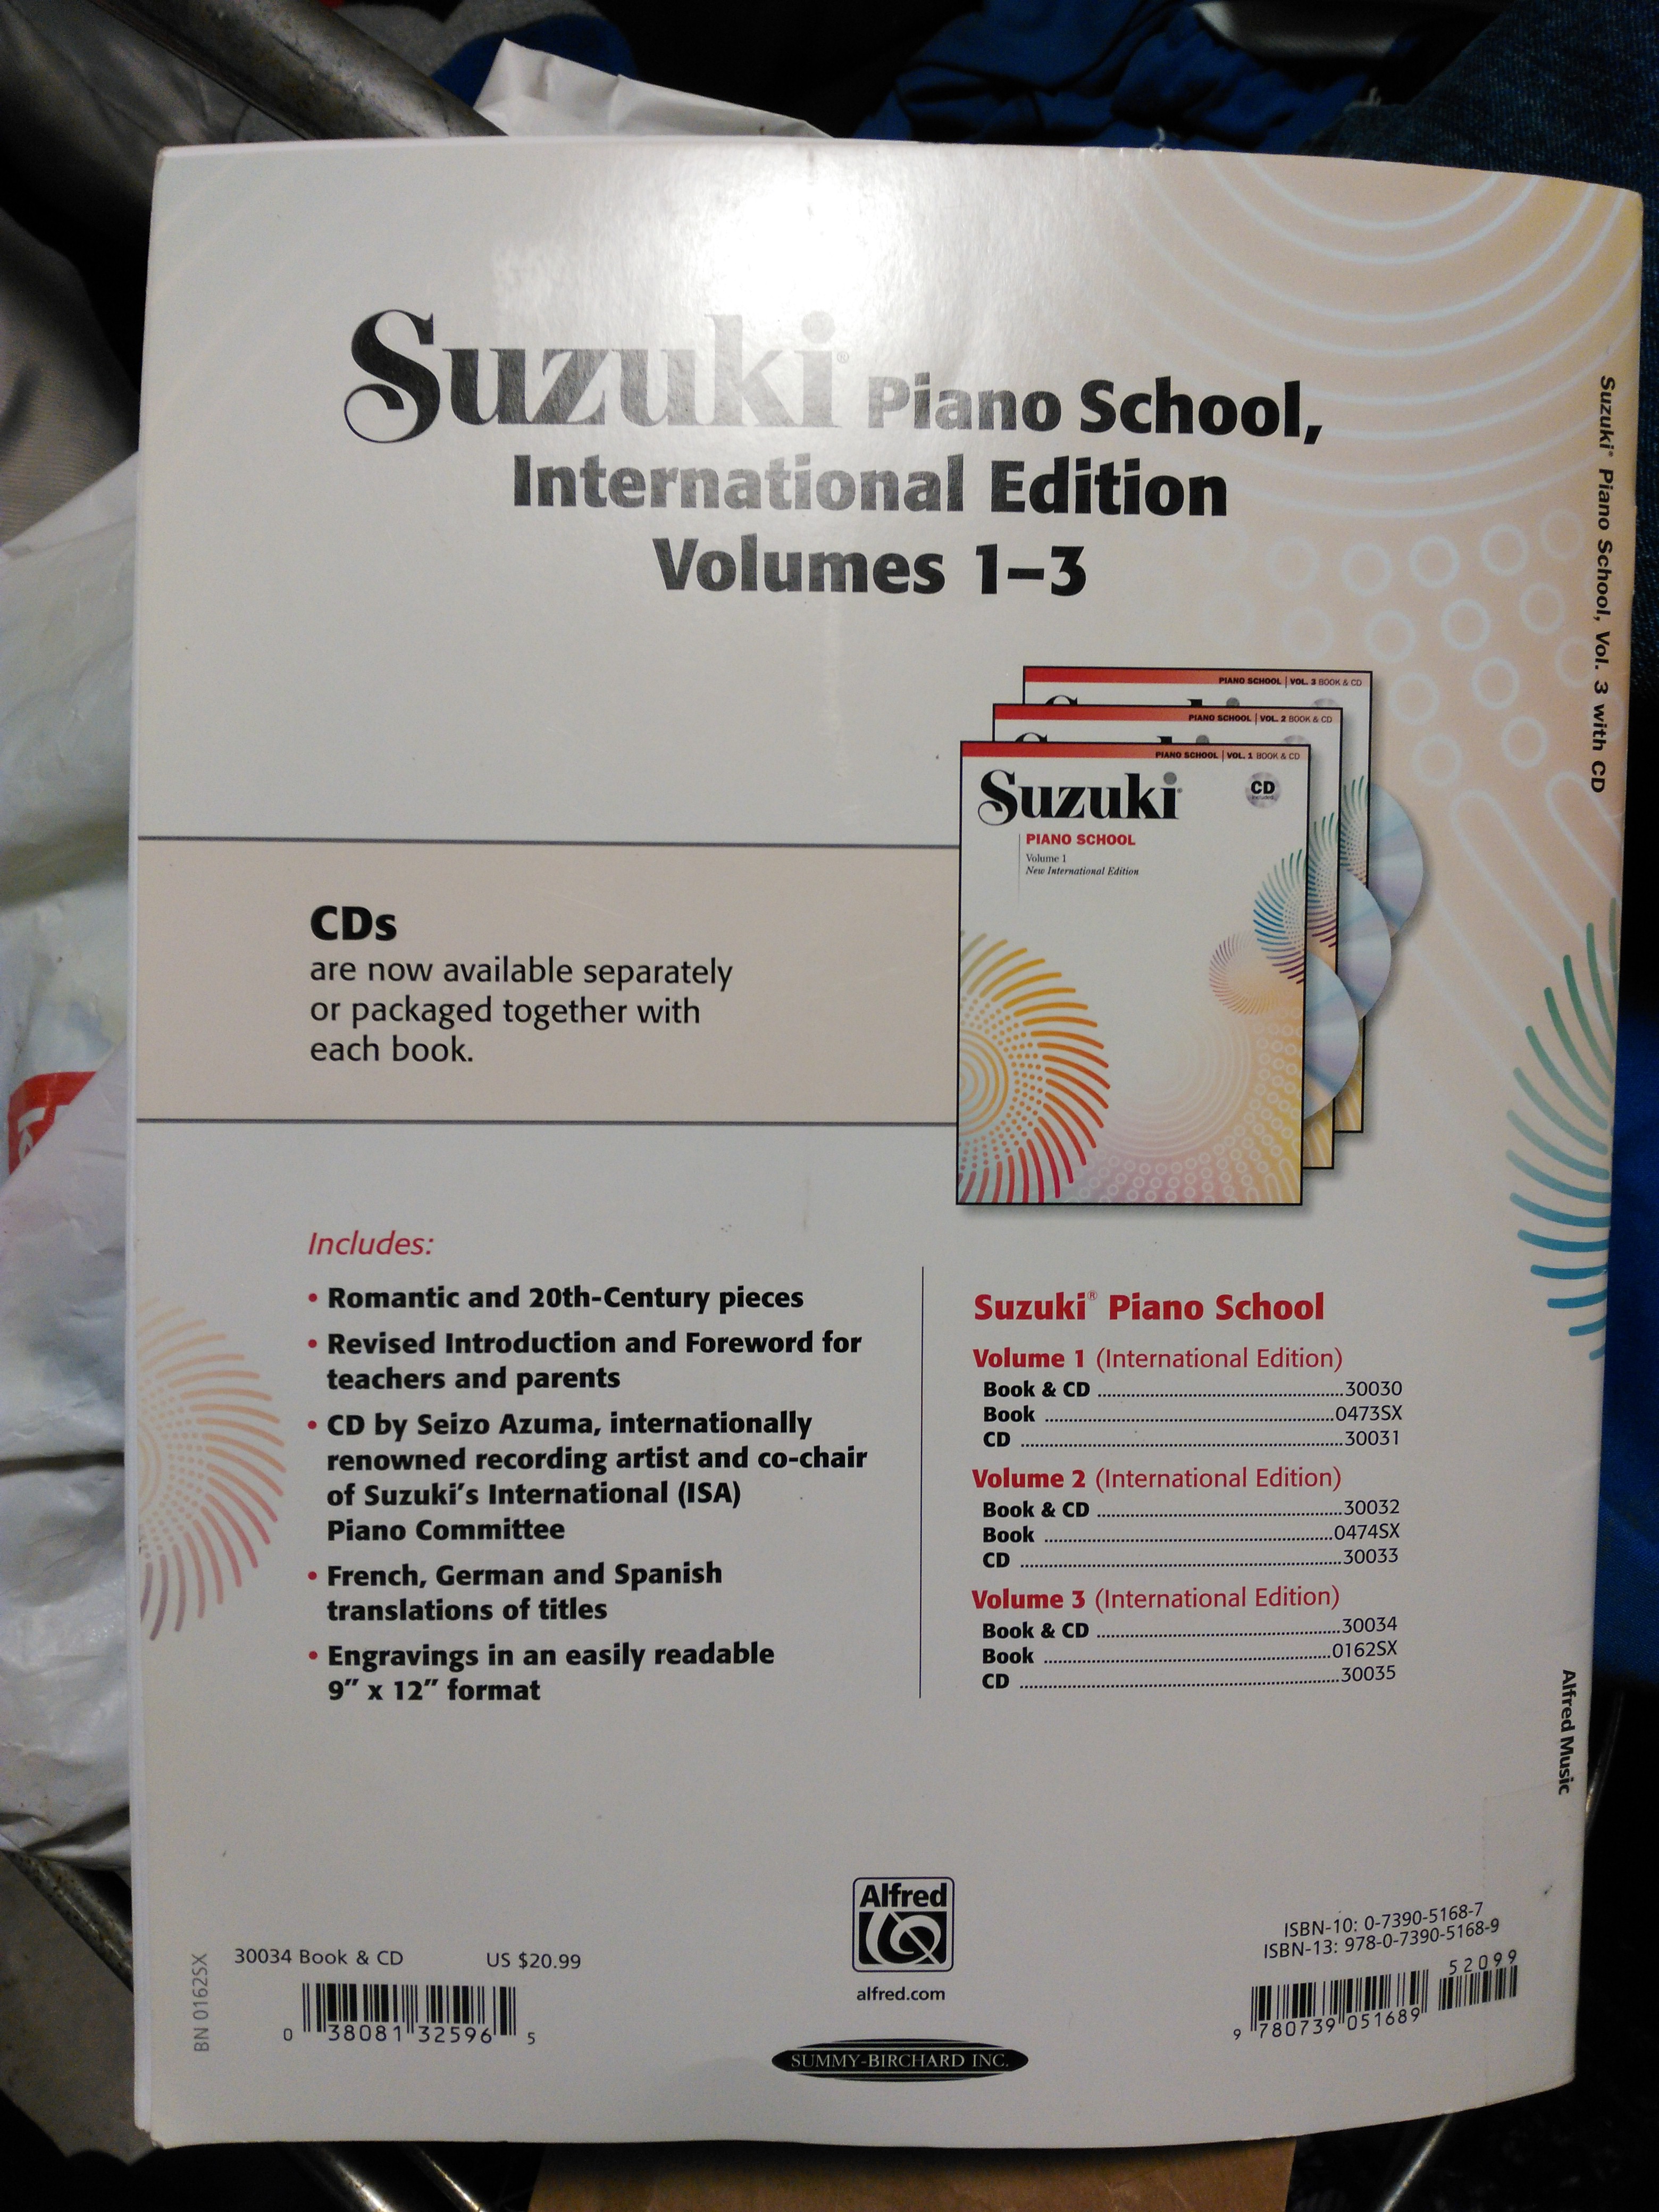 Suzuki® Piano School,
International Edition
Volumes 1–3
PIANO SCHOOL | VOL. 3 BOOK & CD
PIANO SCHOOL | VOL. 2 BOOK & CD
PIANO SCHOOL | VOL. 1 BOOK & CD
Suzuki
CD
PIANO SCHOOL
Volume 1
New International Edition
CDs
are now available separately
or packaged together with
each book.
Includes:
• Romantic and 20th-Century pieces
• Revised Introduction and Foreword for
teachers and parents
• CD by Seizo Azuma, internationally
renowned recording artist and co-chair
of Suzuki's International (ISA)
Piano Committee
• French, German and Spanish
translations of titles
• Engravings in an easily readable
9" x 12" format
Suzuki® Piano School
Volume 1 (International Edition)
Book & CD ..........30030
Book ..........0473SX
CD ..........30031
Volume 2 (International Edition)
Book & CD ..........30032
Book ..........0474SX
CD ..........30033
Volume 3 (International Edition)
Book & CD ..........30034
Book ..........0162SX
CD ..........30035
Suzuki® Piano School, Vol. 3 with CD
Alfred Music
BN 0162SX
30034 Book & CD US $20.99
0 38081 32596 5
Alfred
alfred.com
SUMMY-BIRCHARD INC.
ISBN-10: 0-7390-5168-7
ISBN-13: 978-0-7390-5168-9
52099
9 780739 051689